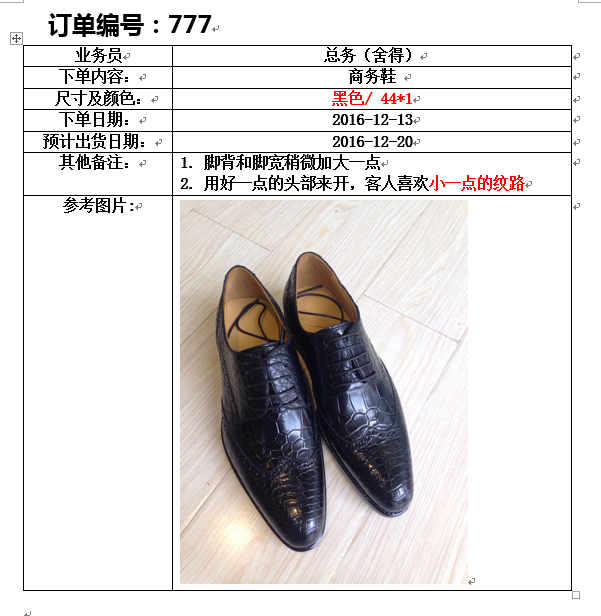 订单编号：777
业务员 总务（舍得）
下单内容： 商务鞋
尺寸及颜色： 黑色/ 44*1
下单日期： 2016-12-13
预计出货日期： 2016-12-20
其他备注： 1. 脚背和脚宽稍微加大一点
2. 用好一点的头部来开，客人喜欢小一点的纹路
参考图片: